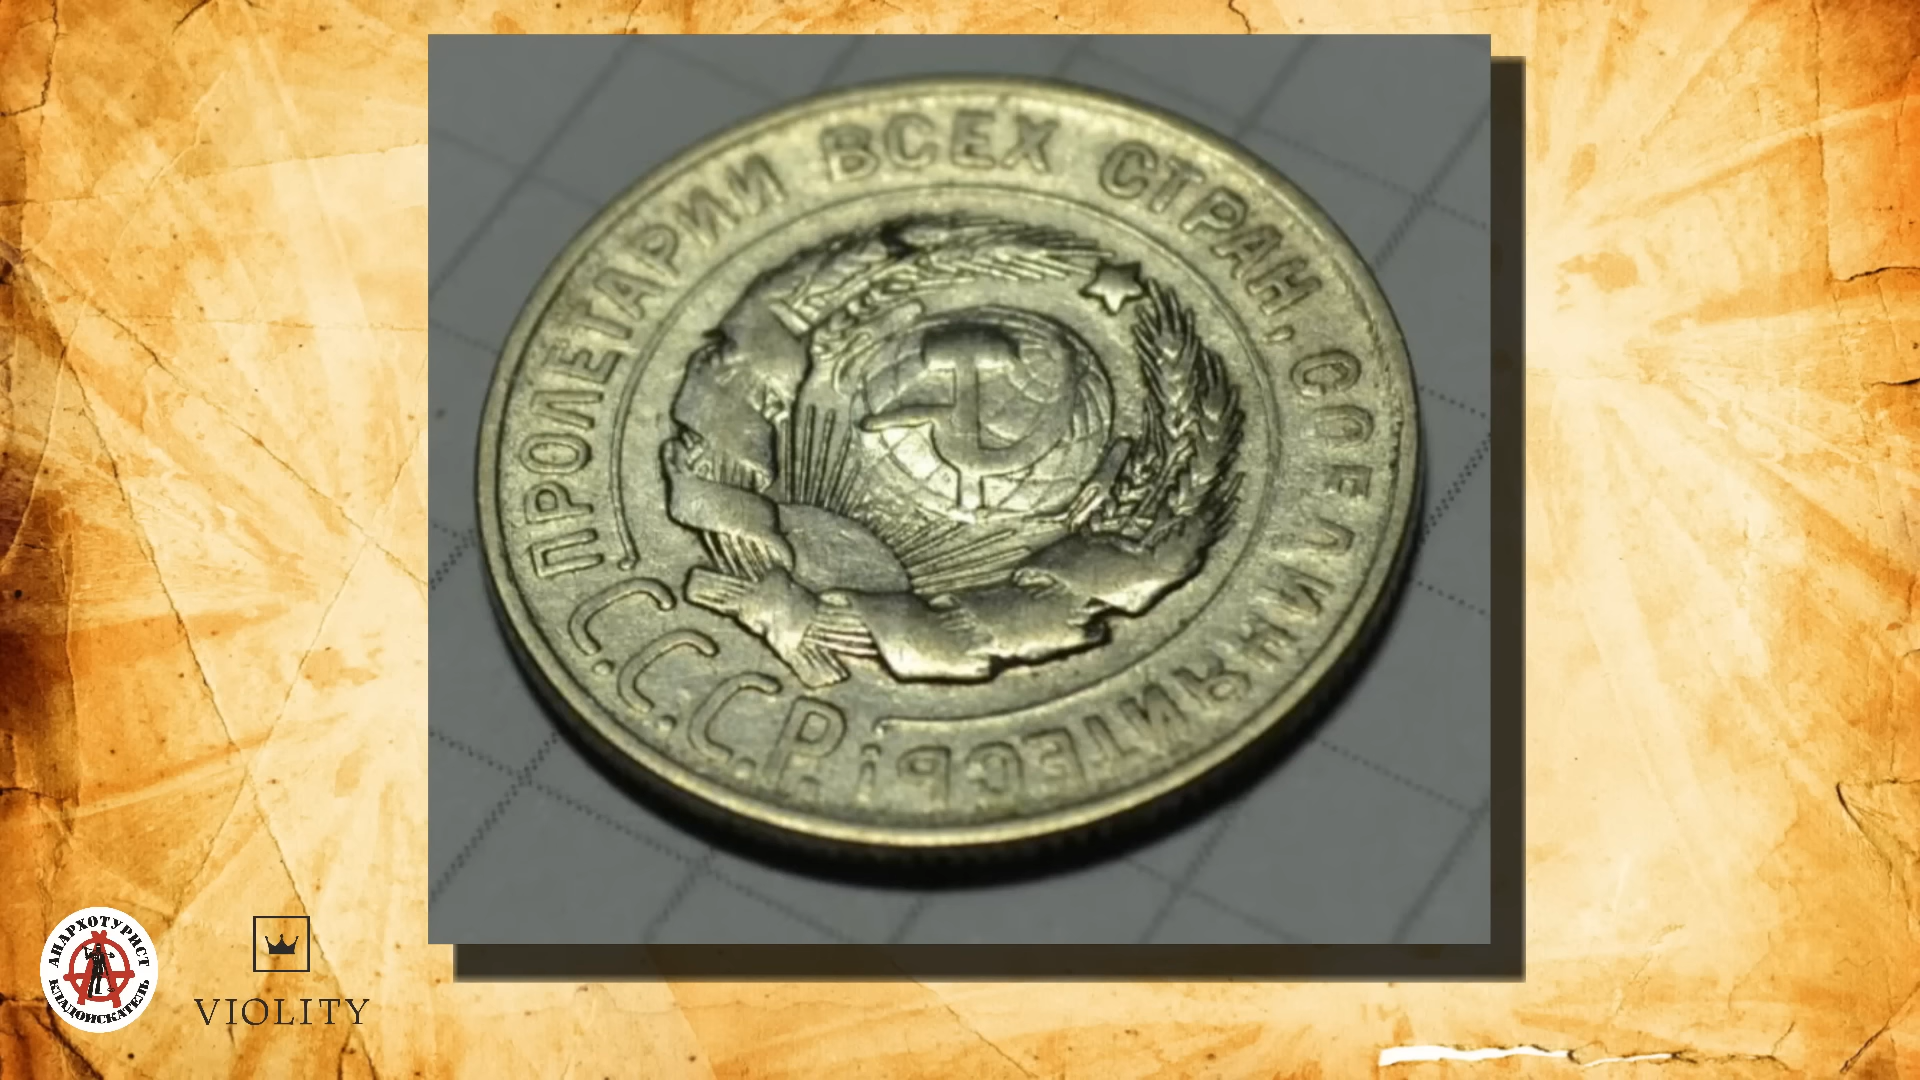 ПРОЛЕТАРИИ ВСЕХ СТРАН, СОЕДИНЯЙТЕСЬ!
С.С.С.Р.
АНАРХОТУРИСТ
КЛАДОИСКАТЕЛЬ
VIOLITY